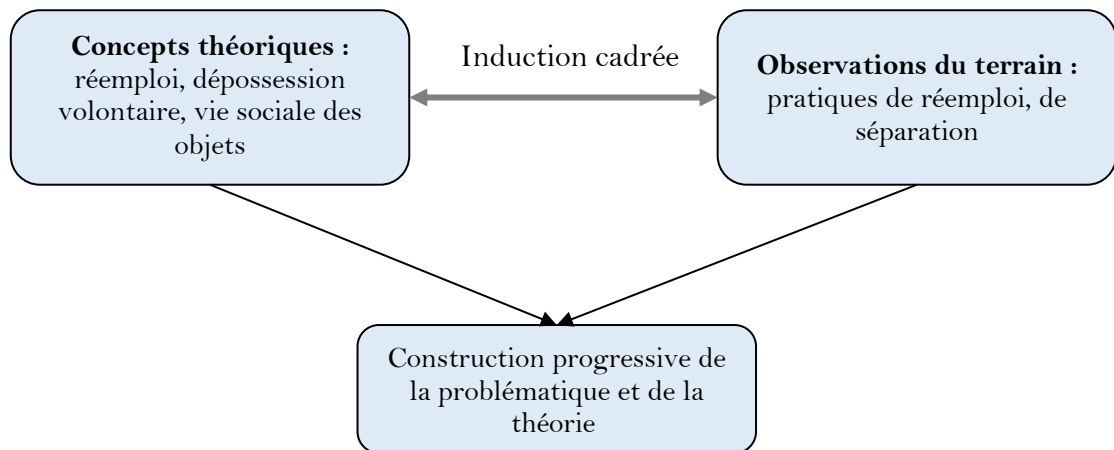 Concepts théoriques :
réemploi, dépossession
volontaire, vie sociale des
objets
Induction cadrée
Observations du terrain :
pratiques de réemploi, de
séparation
Construction progressive de
la problématique et de la
théorie